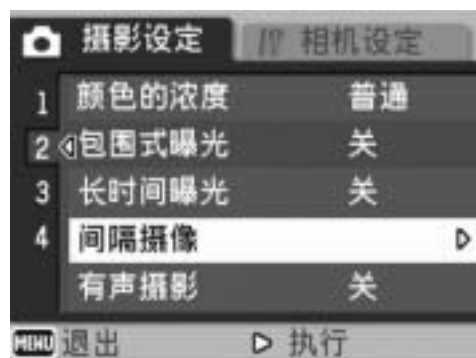 摄影设定 相机设定
1 颜色的浓度 普通
2 包围式曝光 关
3 长时间曝光 关
4 间隔摄像
有声摄影 关
MENU 退出 执行